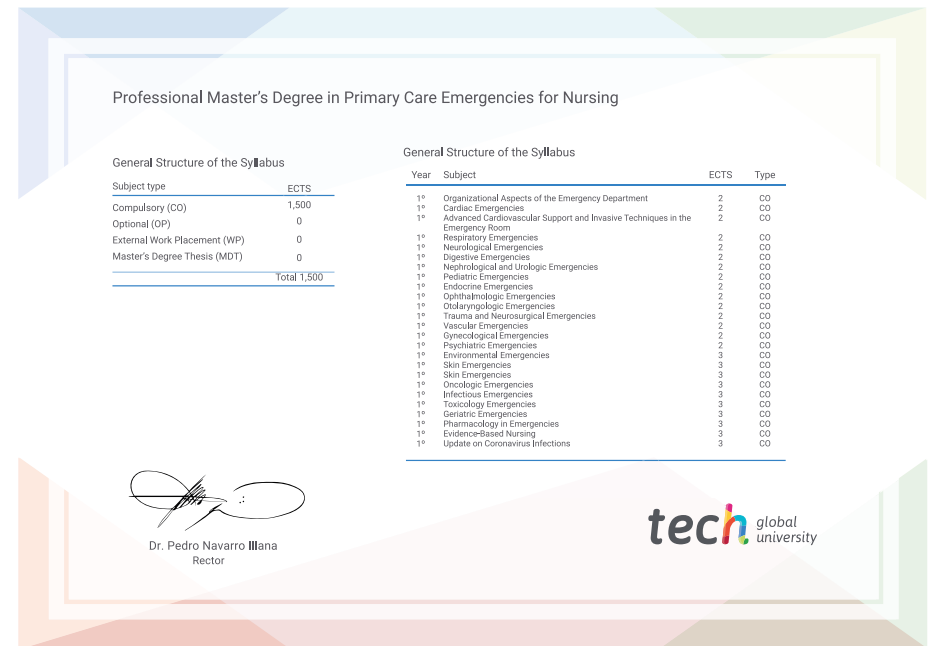 Professional Master's Degree in Primary Care Emergencies for Nursing
General Structure of the Syllabus
Subject type ECTS
Compulsory (CO) 1,500
Optional (OP) 0
External Work Placement (WP) 0
Master's Degree Thesis (MDT) 0
Total 1,500
General Structure of the Syllabus
Year Subject ECTS Type
1º Organizational Aspects of the Emergency Department 2 CO
1º Cardiac Emergencies 2 CO
1º Advanced Cardiovascular Support and Invasive Techniques in the 2 CO
Emergency Room
1º Respiratory Emergencies 2 CO
1º Neurological Emergencies 2 CO
1º Digestive Emergencies 2 CO
1º Nephrological and Urologic Emergencies 2 CO
1º Pediatric Emergencies 2 CO
1º Endocrine Emergencies 2 CO
1º Ophthalmologic Emergencies 2 CO
1º Otolaryngologic Emergencies 2 CO
1º Trauma and Neurosurgical Emergencies 2 CO
1º Vascular Emergencies 2 CO
1º Gynecological Emergencies 2 CO
1º Psychiatric Emergencies 2 CO
1º Environmental Emergencies 3 CO
1º Skin Emergencies 3 CO
1º Skin Emergencies 3 CO
1º Oncologic Emergencies 3 CO
1º Infectious Emergencies 3 CO
1º Toxicology Emergencies 3 CO
1º Geriatric Emergencies 3 CO
1º Pharmacology in Emergencies 3 CO
1º Evidence-Based Nursing 3 CO
1º Update on Coronavirus Infections 3 CO
Dr. Pedro Navarro Illana
Rector
tech global
university